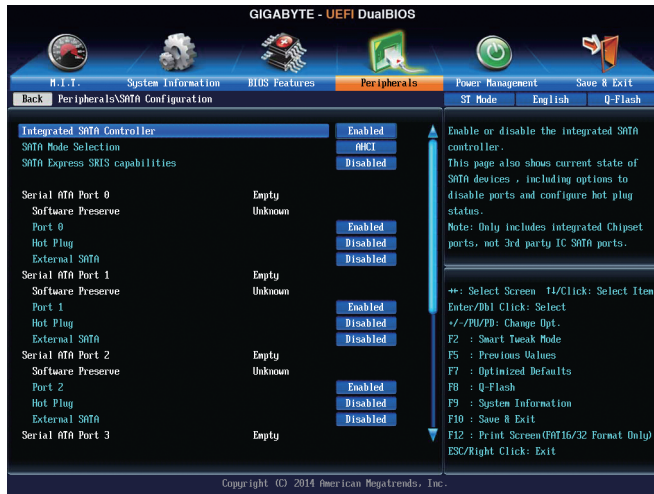 GIGABYTE - UEFI DualBIOS
M.I.T. System Information BIOS Features Peripherals Power Management Save & Exit
Back Peripherals\SATA Configuration ST Mode English Q-Flash
Integrated SATA Controller Enabled
SATA Mode Selection AHCI
SATA Express SRIS capabilities Disabled
Serial ATA Port 0 Empty
Software Preserve Unknown
Port 0 Enabled
Hot Plug Disabled
External SATA Disabled
Serial ATA Port 1 Empty
Software Preserve Unknown
Port 1 Enabled
Hot Plug Disabled
External SATA Disabled
Serial ATA Port 2 Empty
Software Preserve Unknown
Port 2 Enabled
Hot Plug Disabled
External SATA Disabled
Serial ATA Port 3 Empty
Enable or disable the integrated SATA
controller.
This page also shows current state of
SATA devices , including options to
disable ports and configure hot plug
status.
Note: Only includes integrated Chipset
ports, not 3rd party IC SATA ports.
→←: Select Screen ↑↓/Click: Select Item
Enter/Dbl Click: Select
+/-/PU/PD: Change Opt.
F2 : Smart Tweak Mode
F5 : Previous Values
F7 : Optimized Defaults
F8 : Q-Flash
F9 : System Information
F10 : Save & Exit
F12 : Print Screen(FAT16/32 Format Only)
ESC/Right Click: Exit
Copyright (C) 2014 American Megatrends, Inc.